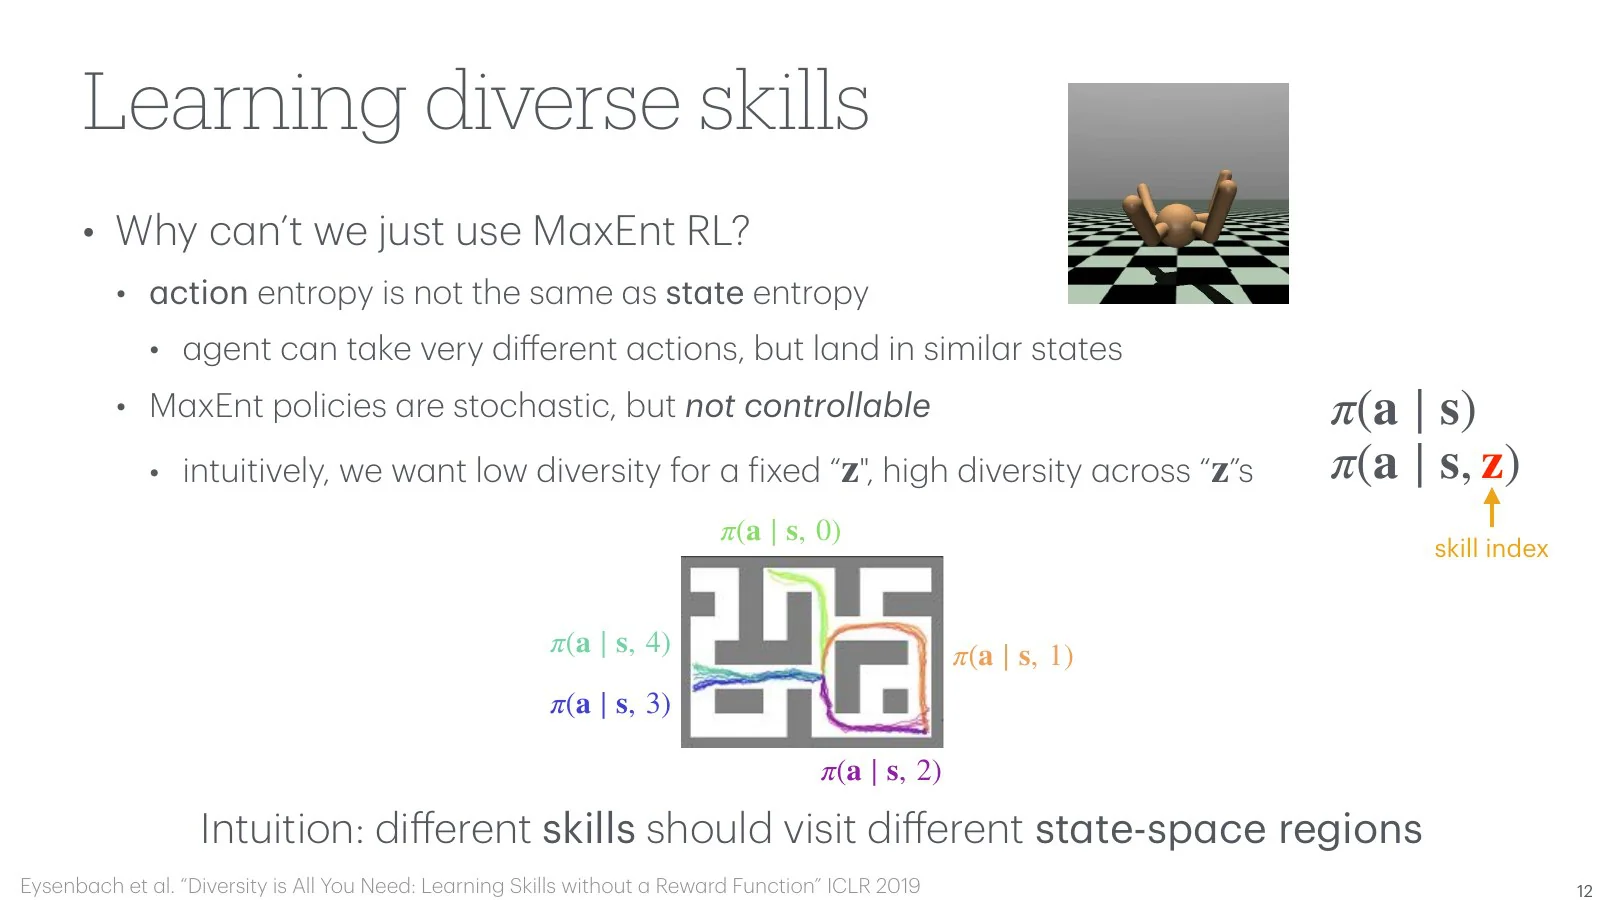 Learning diverse skills
• Why can’t we just use MaxEnt RL?
• action entropy is not the same as state entropy
• agent can take very different actions, but land in similar states
• MaxEnt policies are stochastic, but not controllable
• intuitively, we want low diversity for a fixed “z", high diversity across “z”s
π(a | s)
π(a | s, z)
skill index
π(a | s, 0)
π(a | s, 4)
π(a | s, 1)
π(a | s, 3)
π(a | s, 2)
Intuition: different skills should visit different state-space regions
Eysenbach et al. “Diversity is All You Need: Learning Skills without a Reward Function” ICLR 2019
12